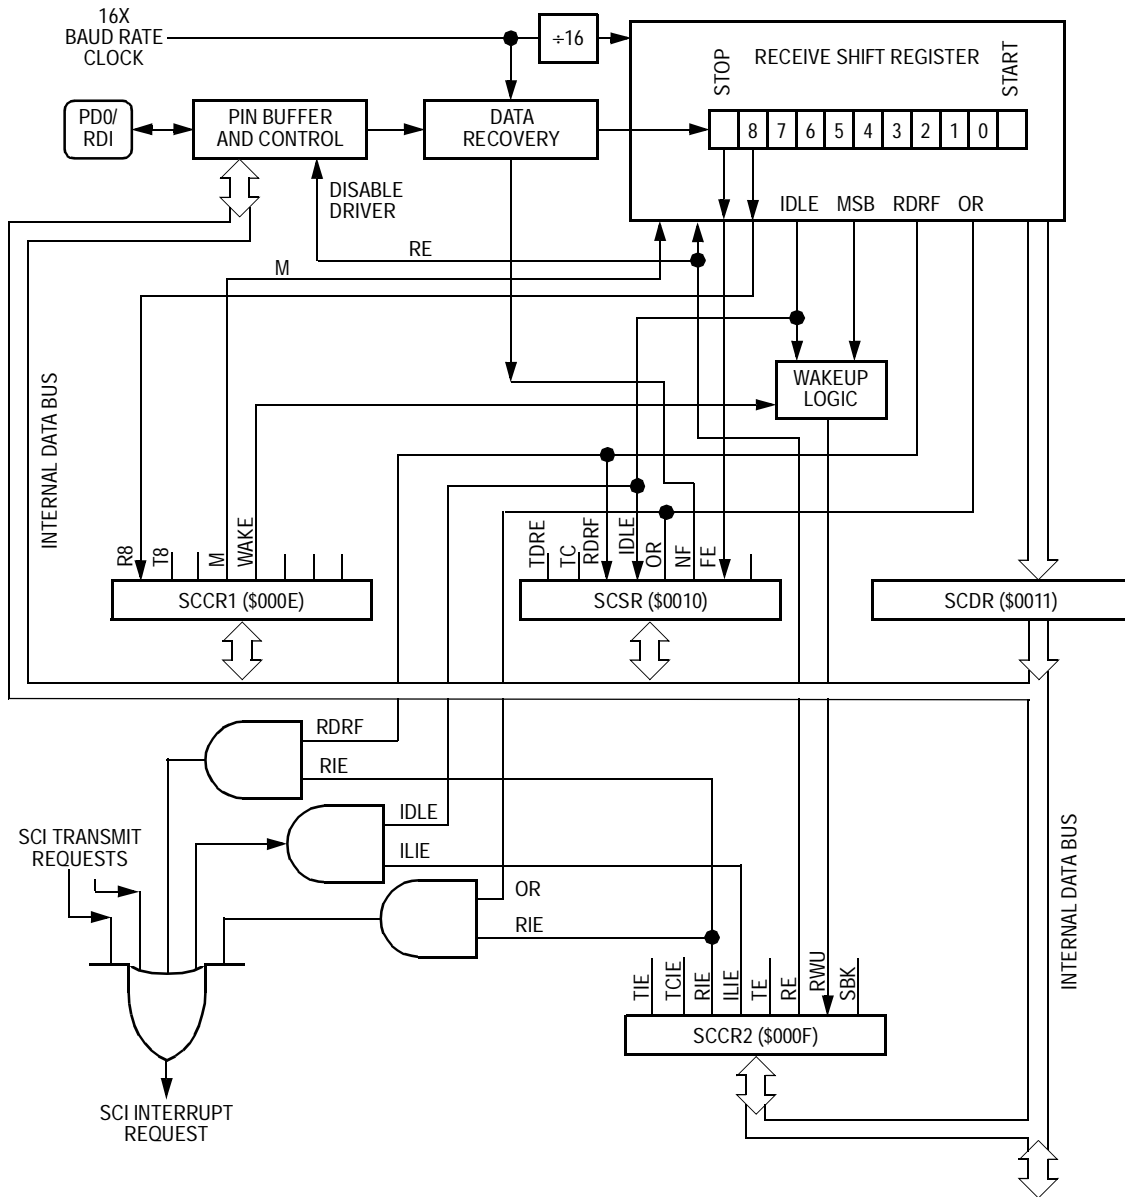 16X
BAUD RATE
CLOCK
÷16
RECEIVE SHIFT REGISTER
STOP
START
PD0/
RDI
PIN BUFFER
AND CONTROL
DATA
RECOVERY
8 7 6 5 4 3 2 1 0
DISABLE
DRIVER
IDLE MSB RDRF OR
RE
M
WAKEUP
LOGIC
INTERNAL DATA BUS
R8 T8 M WAKE
TDRE TC RDRF IDLE OR NF FE
SCCR1 ($000E)
SCSR ($0010)
SCDR ($0011)
RDRF
RIE
IDLE
ILIE
SCI TRANSMIT
REQUESTS
OR
RIE
INTERNAL DATA BUS
TIE TCIE RIE ILIE TE RE RWU SBK
SCCR2 ($000F)
SCI INTERRUPT
REQUEST